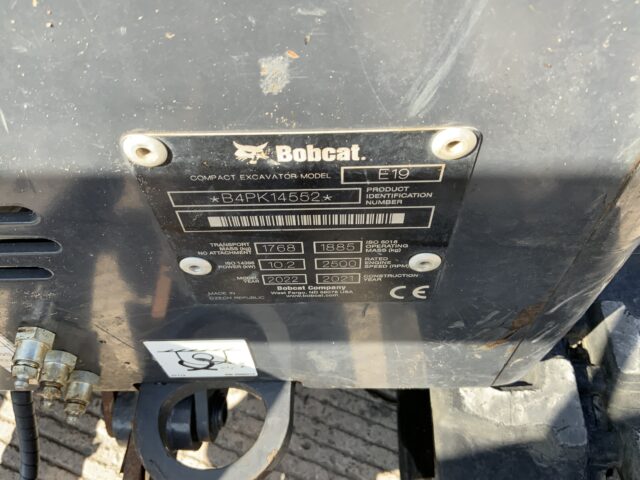 Bobcat.
COMPACT EXCAVATOR MODEL E19
*B4PK14552* PRODUCT IDENTIFICATION NUMBER
TRANSPORT MASS (kg) NO ATTACHMENT 1768 1885 ISO 6016 OPERATING MASS (kg)
ISO 14396 POWER (kW) 10.2 2500 RATED ENGINE SPEED (RPM)
MODEL YEAR 2022 2021 CONSTRUCTION YEAR
MADE IN CZECH REPUBLIC Bobcat Company CE
West Fargo, ND 58078 USA
www.bobcat.com